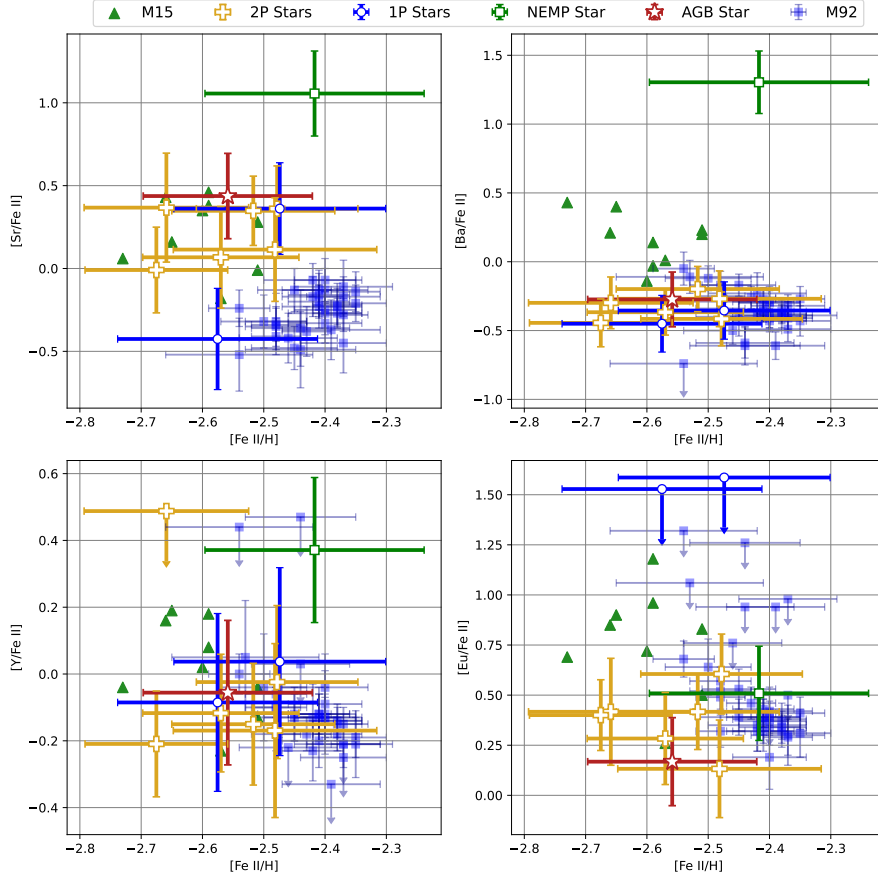 M15 2P Stars 1P Stars NEMP Star AGB Star M92
1.0
0.5
0.0
−0.5
[Sr/Fe II]
−2.8 −2.7 −2.6 −2.5 −2.4 −2.3
[Fe II/H]
1.5
1.0
0.5
0.0
−0.5
−1.0
[Ba/Fe II]
−2.8 −2.7 −2.6 −2.5 −2.4 −2.3
[Fe II/H]
0.6
0.4
0.2
0.0
−0.2
−0.4
[Y/Fe II]
−2.8 −2.7 −2.6 −2.5 −2.4 −2.3
[Fe II/H]
1.50
1.25
1.00
0.75
0.50
0.25
0.00
[Eu/Fe II]
−2.8 −2.7 −2.6 −2.5 −2.4 −2.3
[Fe II/H]